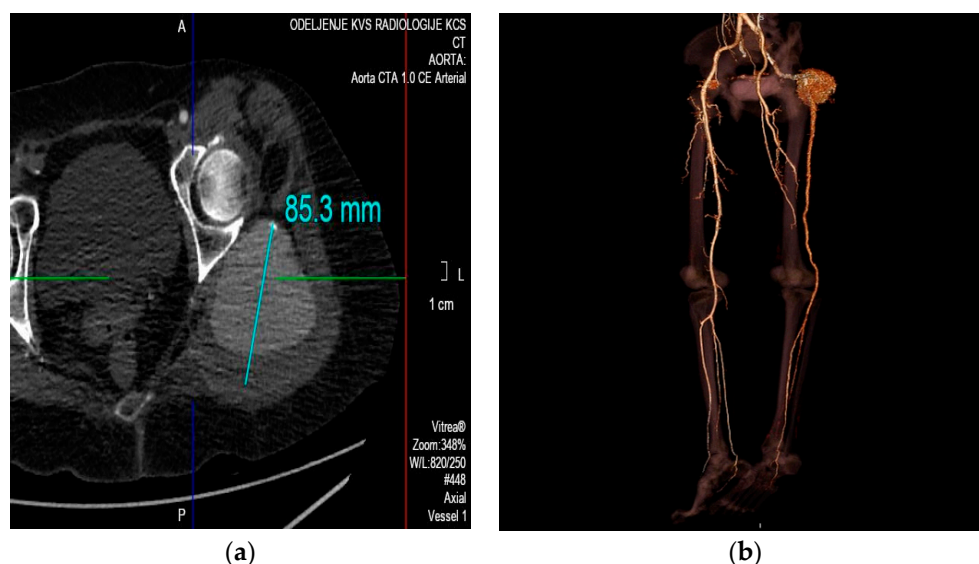 A
ODELJENJE KVS RADIOLOGIJE KCS
CT
AORTA:
Aorta CTA 1.0 CE Arterial
85.3 mm
L
1 cm
Vitrea®
Zoom:348%
W/L:820/250
#448
Axial
Vessel 1
P
(a)
(b)